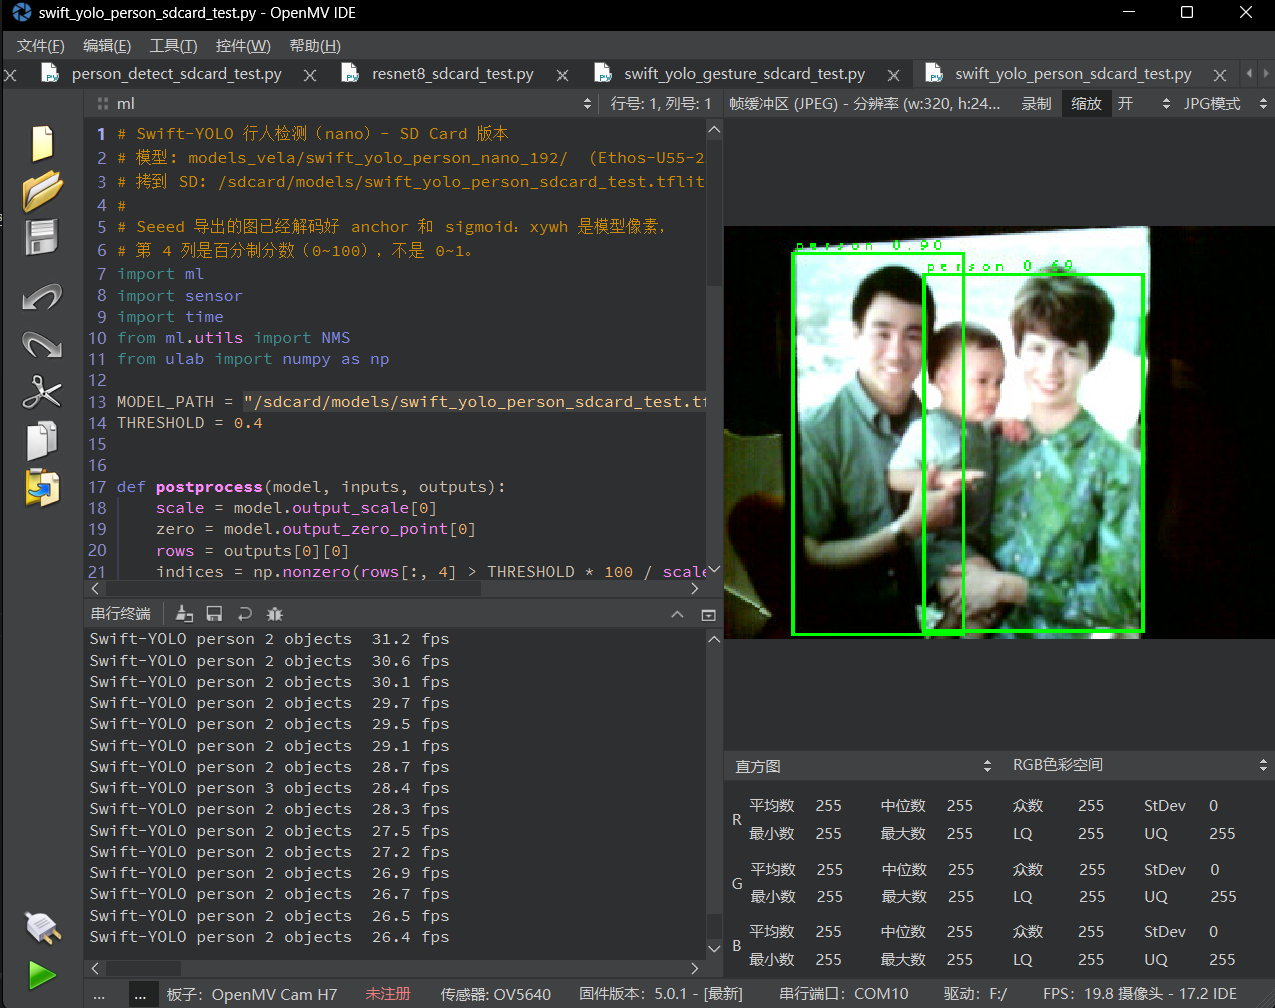 swift_yolo_person_sdcard_test.py - OpenMV IDE
文件(F) 编辑(E) 工具(T) 控件(W) 帮助(H)
person_detect_sdcard_test.py resnet8_sdcard_test.py swift_yolo_gesture_sdcard_test.py swift_yolo_person_sdcard_test.py
ml 行号: 1, 列号: 1 帧缓冲区 (JPEG) - 分辨率 (w:320, h:24... 录制 缩放 开 JPG模式
1 # Swift-YOLO 行人检测（nano）- SD Card 版本
2 # 模型: models_vela/swift_yolo_person_nano_192/ (Ethos-U55-2
3 # 拷到 SD: /sdcard/models/swift_yolo_person_sdcard_test.tflit
4 #
5 # Seeed 导出的图已经解码好 anchor 和 sigmoid：xywh 是模型像素，
6 # 第 4 列是百分制分数（0~100），不是 0~1。
7 import ml
8 import sensor
9 import time
10 from ml.utils import NMS
11 from ulab import numpy as np
12
13 MODEL_PATH = "/sdcard/models/swift_yolo_person_sdcard_test.tf
14 THRESHOLD = 0.4
15
16
17 def postprocess(model, inputs, outputs):
18 scale = model.output_scale[0]
19 zero = model.output_zero_point[0]
20 rows = outputs[0][0]
21 indices = np.nonzero(rows[:, 4] > THRESHOLD * 100 / scale
person 0.90
person 0.69
串行终端
Swift-YOLO person 2 objects 31.2 fps
Swift-YOLO person 2 objects 30.6 fps
Swift-YOLO person 2 objects 30.1 fps
Swift-YOLO person 2 objects 29.7 fps
Swift-YOLO person 2 objects 29.5 fps
Swift-YOLO person 2 objects 29.1 fps
Swift-YOLO person 2 objects 28.7 fps
Swift-YOLO person 3 objects 28.4 fps
Swift-YOLO person 2 objects 28.3 fps
Swift-YOLO person 2 objects 27.5 fps
Swift-YOLO person 2 objects 27.2 fps
Swift-YOLO person 2 objects 26.9 fps
Swift-YOLO person 2 objects 26.7 fps
Swift-YOLO person 2 objects 26.5 fps
Swift-YOLO person 2 objects 26.4 fps
直方图 RGB色彩空间
R 平均数 255 中位数 255 众数 255 StDev 0
最小数 255 最大数 255 LQ 255 UQ 255
G 平均数 255 中位数 255 众数 255 StDev 0
最小数 255 最大数 255 LQ 255 UQ 255
B 平均数 255 中位数 255 众数 255 StDev 0
最小数 255 最大数 255 LQ 255 UQ 255
... ... 板子: OpenMV Cam H7 未注册 传感器: OV5640 固件版本: 5.0.1 - [最新] 串行端口: COM10 驱动: F:/ FPS: 19.8 摄像头 - 17.2 IDE